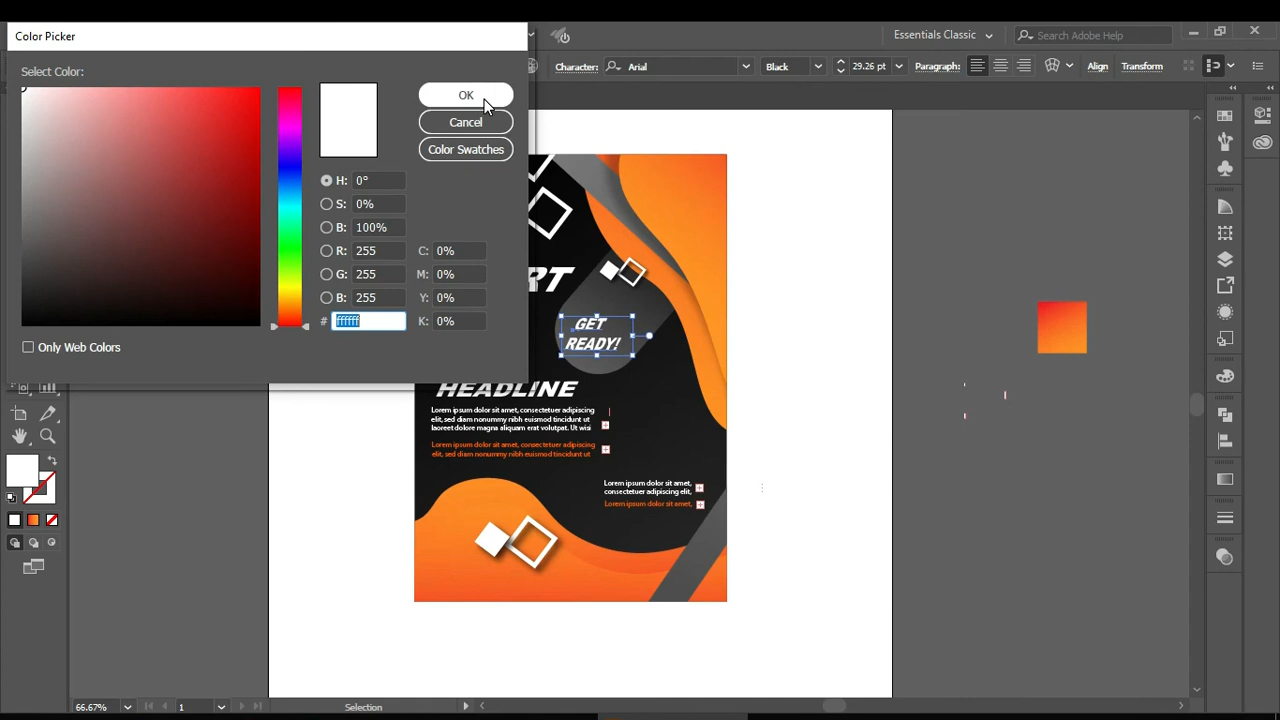 Color Picker
Essentials Classic
Search Adobe Help
Select Color:
OK
Cancel
Color Swatches
Character:
Arial
Black
29.26 pt
Paragraph:
Align
Transform
H: 0°
S: 0%
B: 100%
R: 255
G: 255
B: 255
# ffffff
C: 0%
M: 0%
Y: 0%
K: 0%
Only Web Colors
RT
GET
READY!
HEADLINE
Lorem ipsum dolor sit amet, consectetuer adipiscing
elit, sed diam nonummy nibh euismod tincidunt ut
laoreet dolore magna aliquam erat volutpat. Ut wisi
Lorem ipsum dolor sit amet, consectetuer adipiscing
elit, sed diam nonummy nibh euismod tincidunt ut
Lorem ipsum dolor sit amet,
consectetuer adipiscing elit,
Lorem ipsum dolor sit amet,
66.67%
1
Selection